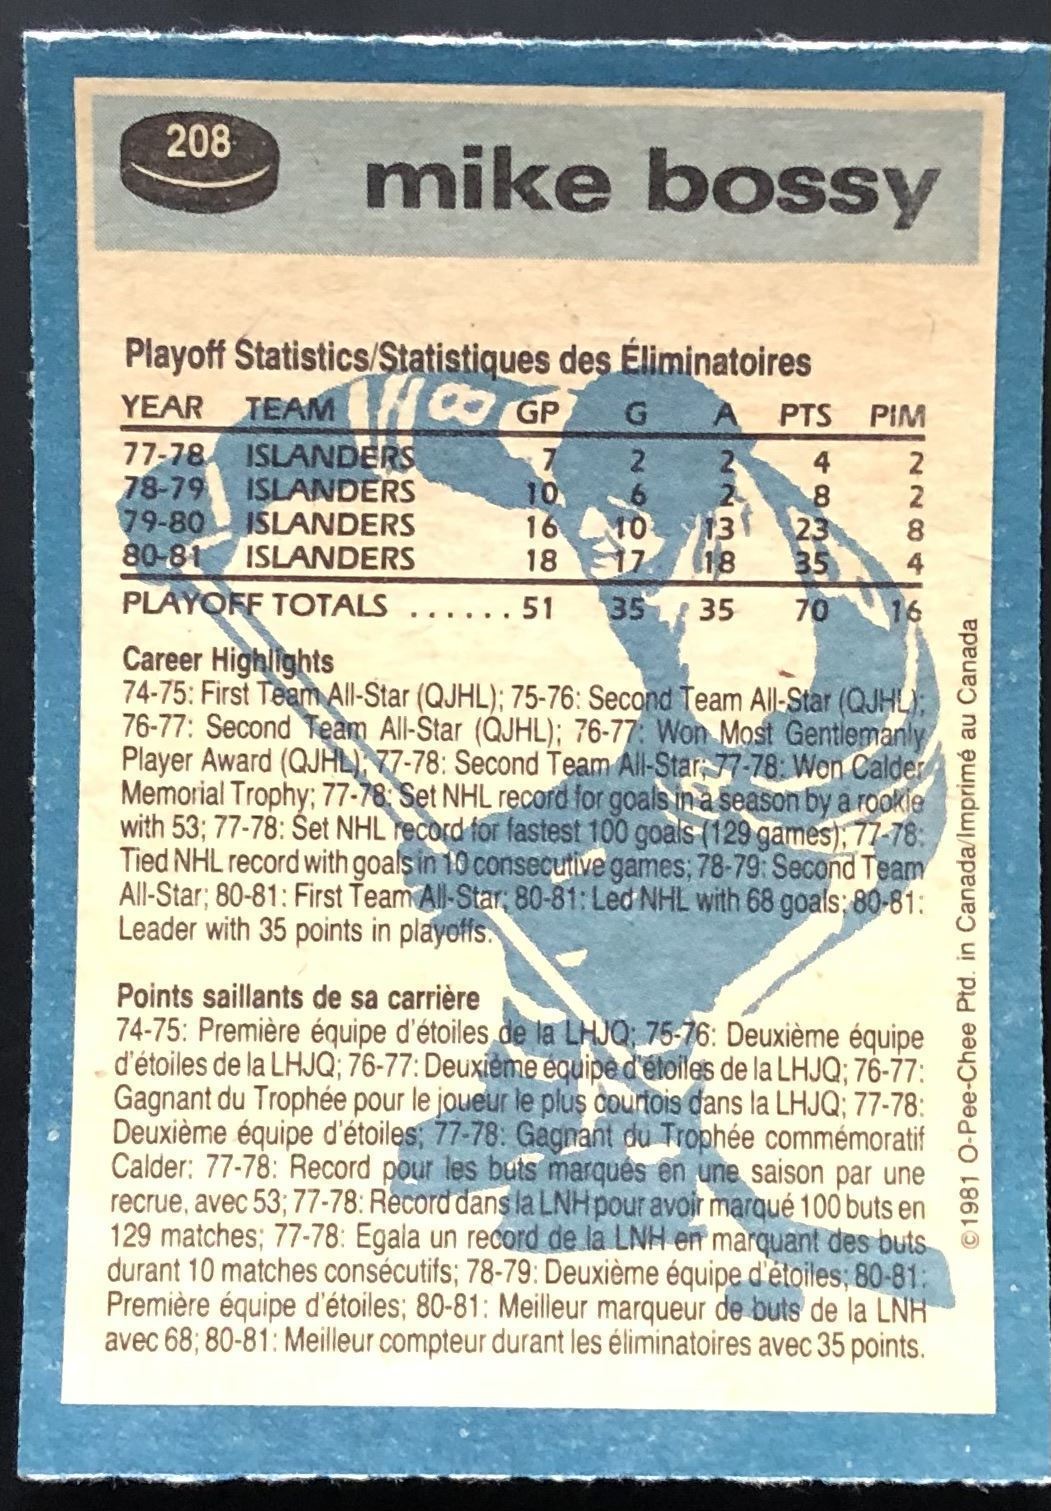 208
mike bossy
Playoff Statistics/Statistiques des Éliminatoires
YEAR TEAM GP G A PTS PIM
77-78 ISLANDERS 7 2 2 4 2
78-79 ISLANDERS 10 6 2 8 2
79-80 ISLANDERS 16 10 13 23 8
80-81 ISLANDERS 18 17 18 35 4
PLAYOFF TOTALS ...... 51 35 35 70 16
Career Highlights
74-75: First Team All-Star (QJHL); 75-76: Second Team All-Star (QJHL);
76-77: Second Team All-Star (QJHL); 76-77: Won Most Gentlemanly
Player Award (QJHL); 77-78: Second Team All-Star; 77-78: Won Calder
Memorial Trophy; 77-78: Set NHL record for goals in a season by a rookie
with 53; 77-78: Set NHL record for fastest 100 goals (129 games); 77-78:
Tied NHL record with goals in 10 consecutive games; 78-79: Second Team
All-Star; 80-81: First Team All-Star; 80-81: Led NHL with 68 goals; 80-81:
Leader with 35 points in playoffs.
Points saillants de sa carrière
74-75: Première équipe d'étoiles de la LHJQ; 75-76: Deuxième équipe
d'étoiles de la LHJQ; 76-77: Deuxième équipe d'étoiles de la LHJQ; 76-77:
Gagnant du Trophée pour le joueur le plus courtois dans la LHJQ; 77-78:
Deuxième équipe d'étoiles; 77-78: Gagnant du Trophée commémoratif
Calder: 77-78: Record pour les buts marqués en une saison par une
recrue, avec 53; 77-78: Record dans la LNH pour avoir marqué 100 buts en
129 matches; 77-78: Egala un record de la LNH en marquant des buts
durant 10 matches consécutifs; 78-79: Deuxième équipe d'étoiles; 80-81:
Première équipe d'étoiles; 80-81: Meilleur marqueur de buts de la LNH
avec 68; 80-81: Meilleur compteur durant les éliminatoires avec 35 points.
©1981 O-Pee-Chee Ptd. in Canada/Imprimé au Canada